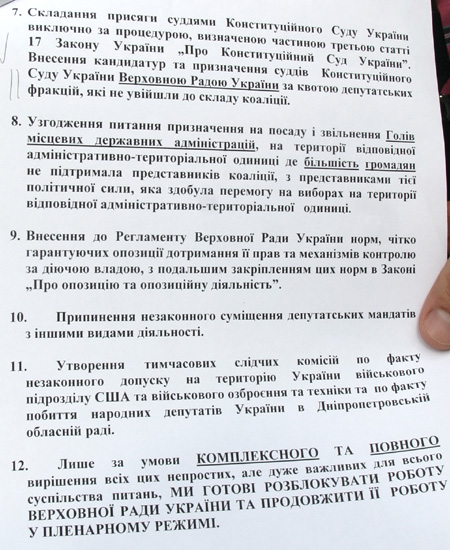 7. Складання присяги суддями Конституційного Суду України
виключно за процедурою, визначеною частиною третьою статті
17 Закону України „Про Конституційний Суд України”.
Внесення кандидатур та призначення суддів Конституційного
Суду України Верховною Радою України за квотою депутатських
фракцій, які не увійшли до складу коаліції.
8. Узгодження питання призначення на посаду і звільнення Голів
місцевих державних адміністрацій, на території відповідної
адміністративно-територіальної одиниці де більшість громадян
не підтримала представників коаліції, з представниками тієї
політичної сили, яка здобула перемогу на виборах на території
відповідної адміністративно-територіальної одиниці.
9. Внесення до Регламенту Верховної Ради України норм, чітко
гарантуючих опозиції дотримання її прав та механізмів контролю
за діючою владою, з подальшим закріпленням цих норм в Законі
„Про опозицію та опозиційну діяльність”.
10. Припинення незаконного суміщення депутатських мандатів
з іншими видами діяльності.
11. Утворення тимчасових слідчих комісій по факту
незаконного допуску на територію України військового
підрозділу США та військового озброєння та техніки та по факту
побиття народних депутатів України в Дніпропетровській
обласній раді.
12. Лише за умови КОМПЛЕКСНОГО ТА ПОВНОГО
вирішення всіх цих непростих, але дуже важливих для всього
суспільства питань, МИ ГОТОВІ РОЗБЛОКУВАТИ РОБОТУ
ВЕРХОВНОЇ РАДИ УКРАЇНИ ТА ПРОДОВЖИТИ ЇЇ РОБОТУ
У ПЛЕНАРНОМУ РЕЖИМІ.